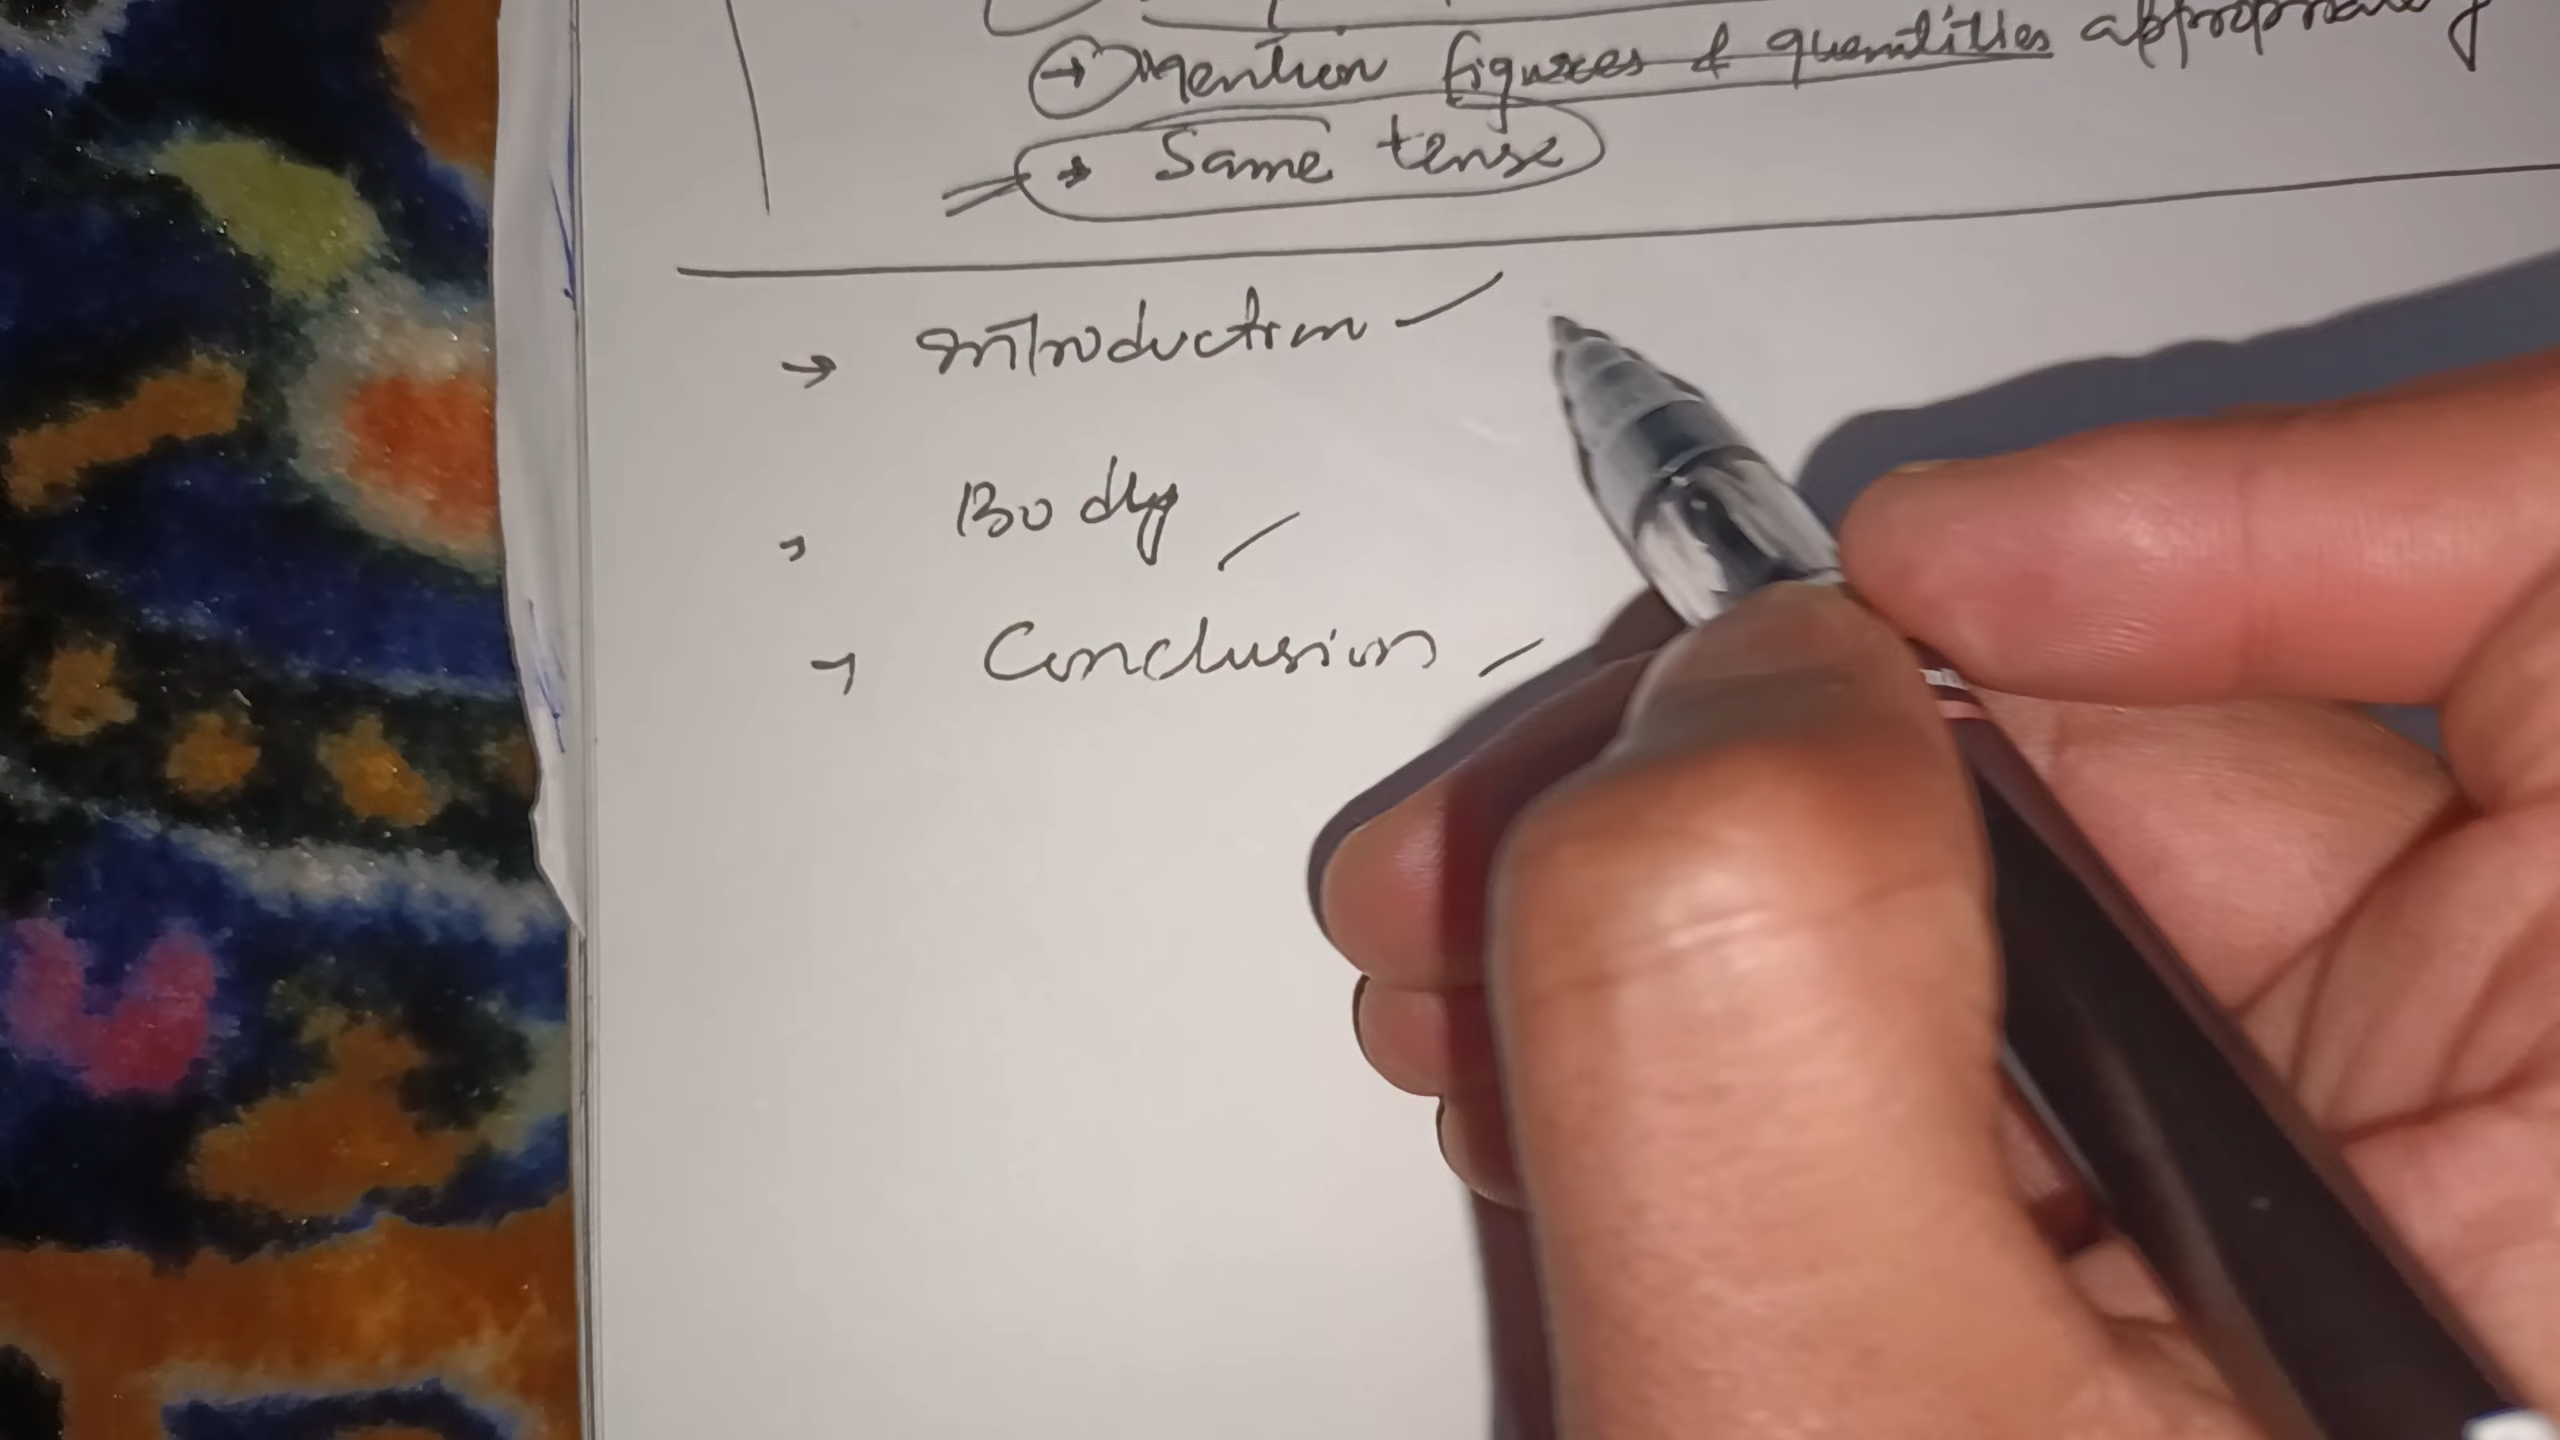 → mention figures & quantities appropriately
→ Same tense
→ Introduction
→ Body
→ Conclusion